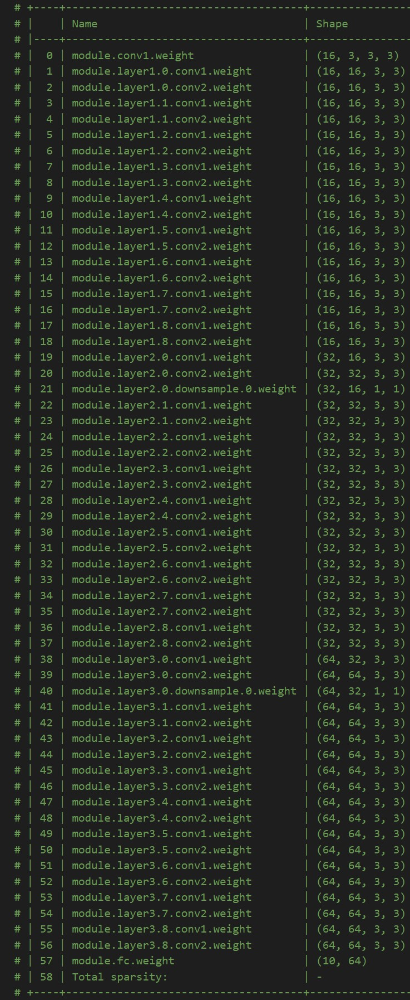 # +----+----------------------------------------+----------------
# |    | Name                                   | Shape
# |----+----------------------------------------+----------------
# |  0 | module.conv1.weight                    | (16, 3, 3, 3)
# |  1 | module.layer1.0.conv1.weight           | (16, 16, 3, 3)
# |  2 | module.layer1.0.conv2.weight           | (16, 16, 3, 3)
# |  3 | module.layer1.1.conv1.weight           | (16, 16, 3, 3)
# |  4 | module.layer1.1.conv2.weight           | (16, 16, 3, 3)
# |  5 | module.layer1.2.conv1.weight           | (16, 16, 3, 3)
# |  6 | module.layer1.2.conv2.weight           | (16, 16, 3, 3)
# |  7 | module.layer1.3.conv1.weight           | (16, 16, 3, 3)
# |  8 | module.layer1.3.conv2.weight           | (16, 16, 3, 3)
# |  9 | module.layer1.4.conv1.weight           | (16, 16, 3, 3)
# | 10 | module.layer1.4.conv2.weight           | (16, 16, 3, 3)
# | 11 | module.layer1.5.conv1.weight           | (16, 16, 3, 3)
# | 12 | module.layer1.5.conv2.weight           | (16, 16, 3, 3)
# | 13 | module.layer1.6.conv1.weight           | (16, 16, 3, 3)
# | 14 | module.layer1.6.conv2.weight           | (16, 16, 3, 3)
# | 15 | module.layer1.7.conv1.weight           | (16, 16, 3, 3)
# | 16 | module.layer1.7.conv2.weight           | (16, 16, 3, 3)
# | 17 | module.layer1.8.conv1.weight           | (16, 16, 3, 3)
# | 18 | module.layer1.8.conv2.weight           | (16, 16, 3, 3)
# | 19 | module.layer2.0.conv1.weight           | (32, 16, 3, 3)
# | 20 | module.layer2.0.conv2.weight           | (32, 32, 3, 3)
# | 21 | module.layer2.0.downsample.0.weight | (32, 16, 1, 1)
# | 22 | module.layer2.1.conv1.weight           | (32, 32, 3, 3)
# | 23 | module.layer2.1.conv2.weight           | (32, 32, 3, 3)
# | 24 | module.layer2.2.conv1.weight           | (32, 32, 3, 3)
# | 25 | module.layer2.2.conv2.weight           | (32, 32, 3, 3)
# | 26 | module.layer2.3.conv1.weight           | (32, 32, 3, 3)
# | 27 | module.layer2.3.conv2.weight           | (32, 32, 3, 3)
# | 28 | module.layer2.4.conv1.weight           | (32, 32, 3, 3)
# | 29 | module.layer2.4.conv2.weight           | (32, 32, 3, 3)
# | 30 | module.layer2.5.conv1.weight           | (32, 32, 3, 3)
# | 31 | module.layer2.5.conv2.weight           | (32, 32, 3, 3)
# | 32 | module.layer2.6.conv1.weight           | (32, 32, 3, 3)
# | 33 | module.layer2.6.conv2.weight           | (32, 32, 3, 3)
# | 34 | module.layer2.7.conv1.weight           | (32, 32, 3, 3)
# | 35 | module.layer2.7.conv2.weight           | (32, 32, 3, 3)
# | 36 | module.layer2.8.conv1.weight           | (32, 32, 3, 3)
# | 37 | module.layer2.8.conv2.weight           | (32, 32, 3, 3)
# | 38 | module.layer3.0.conv1.weight           | (64, 32, 3, 3)
# | 39 | module.layer3.0.conv2.weight           | (64, 64, 3, 3)
# | 40 | module.layer3.0.downsample.0.weight | (64, 32, 1, 1)
# | 41 | module.layer3.1.conv1.weight           | (64, 64, 3, 3)
# | 42 | module.layer3.1.conv2.weight           | (64, 64, 3, 3)
# | 43 | module.layer3.2.conv1.weight           | (64, 64, 3, 3)
# | 44 | module.layer3.2.conv2.weight           | (64, 64, 3, 3)
# | 45 | module.layer3.3.conv1.weight           | (64, 64, 3, 3)
# | 46 | module.layer3.3.conv2.weight           | (64, 64, 3, 3)
# | 47 | module.layer3.4.conv1.weight           | (64, 64, 3, 3)
# | 48 | module.layer3.4.conv2.weight           | (64, 64, 3, 3)
# | 49 | module.layer3.5.conv1.weight           | (64, 64, 3, 3)
# | 50 | module.layer3.5.conv2.weight           | (64, 64, 3, 3)
# | 51 | module.layer3.6.conv1.weight           | (64, 64, 3, 3)
# | 52 | module.layer3.6.conv2.weight           | (64, 64, 3, 3)
# | 53 | module.layer3.7.conv1.weight           | (64, 64, 3, 3)
# | 54 | module.layer3.7.conv2.weight           | (64, 64, 3, 3)
# | 55 | module.layer3.8.conv1.weight           | (64, 64, 3, 3)
# | 56 | module.layer3.8.conv2.weight           | (64, 64, 3, 3)
# | 57 | module.fc.weight                       | (10, 64)
# | 58 | Total sparsity:                        | -
# +----+----------------------------------------+----------------